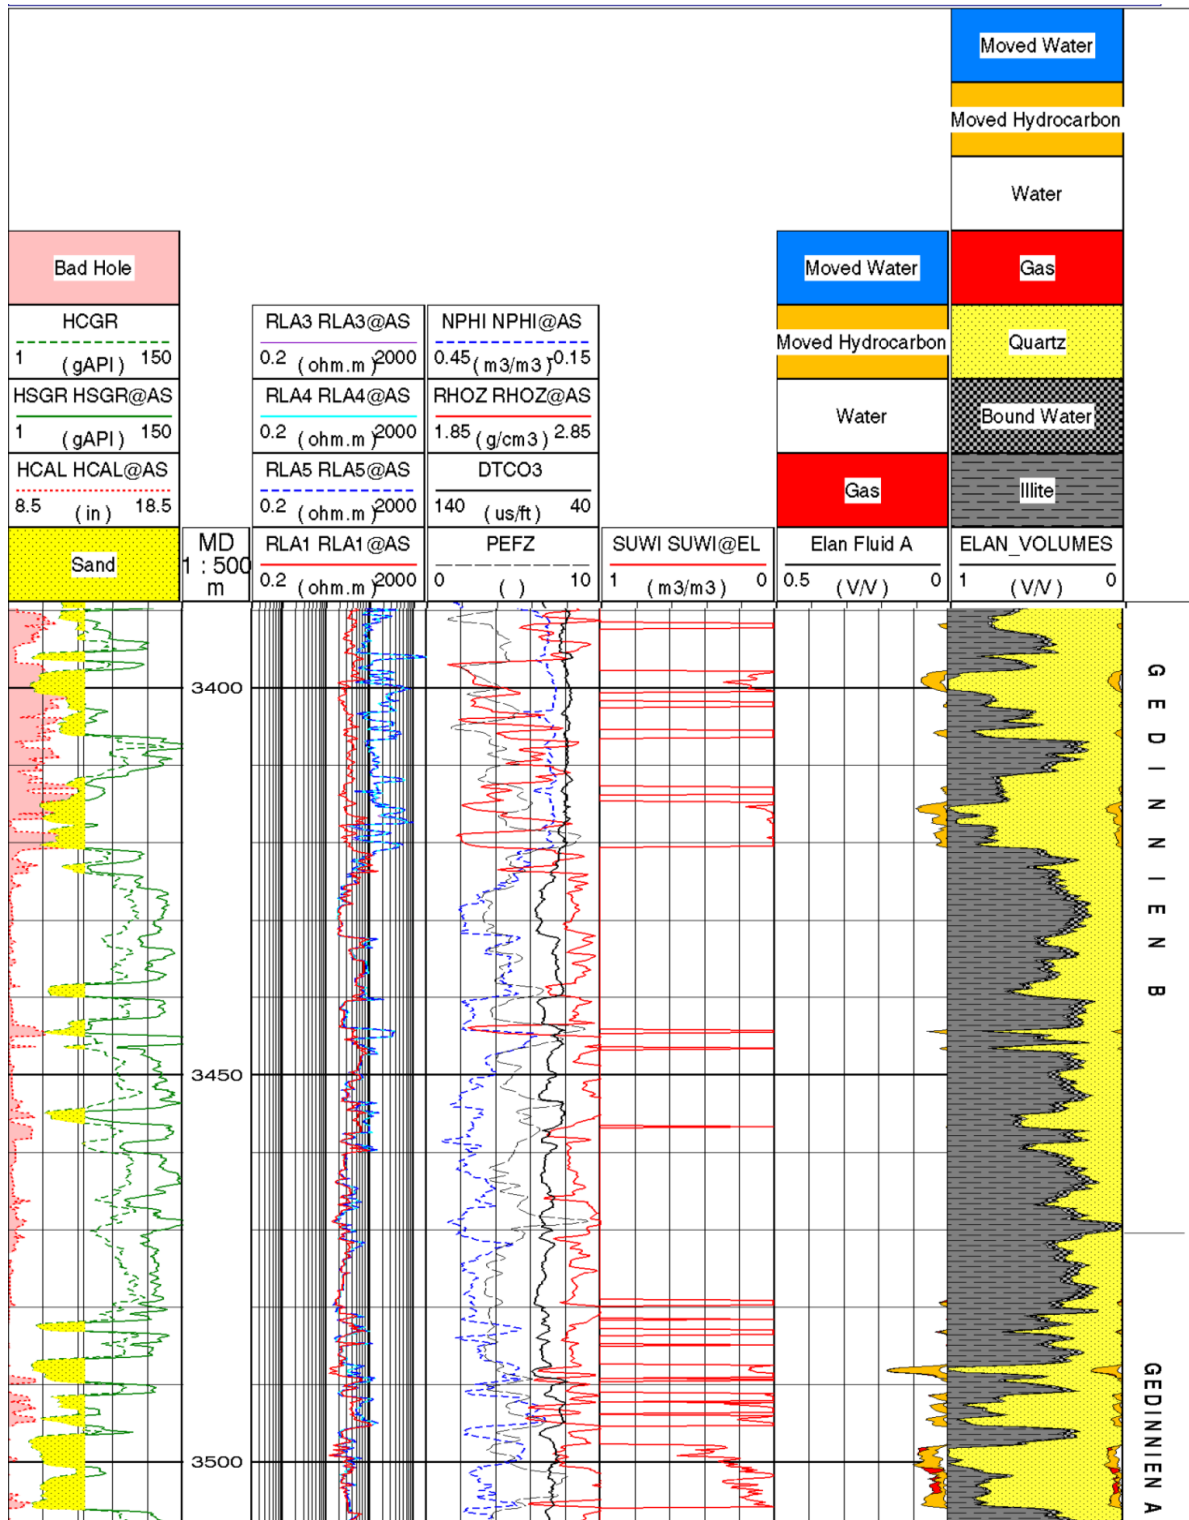 Moved Water
Moved Hydrocarbon
Water
Bad Hole
Moved Water
Gas
HCGR
1 (gAPI) 150
RLA3 RLA3@AS
0.2 (ohm.m) 2000
NPHI NPHI@AS
0.45 (m3/m3) -0.15
Moved Hydrocarbon
Quartz
HSGR HSGR@AS
1 (gAPI) 150
RLA4 RLA4@AS
0.2 (ohm.m) 2000
RHOZ RHOZ@AS
1.85 (g/cm3) 2.85
Water
Bound Water
HCAL HCAL@AS
8.5 (in) 18.5
RLA5 RLA5@AS
0.2 (ohm.m) 2000
DTCO3
140 (us/ft) 40
Gas
Illite
Sand
MD
1 : 500
m
RLA1 RLA1@AS
0.2 (ohm.m) 2000
PEFZ
0 ( ) 10
SUWI SUWI@EL
1 (m3/m3) 0
Elan Fluid A
0.5 (V/V) 0
ELAN_VOLUMES
1 (V/V) 0
3400
3450
3500
GEDINNIEN B
GEDINNIEN A